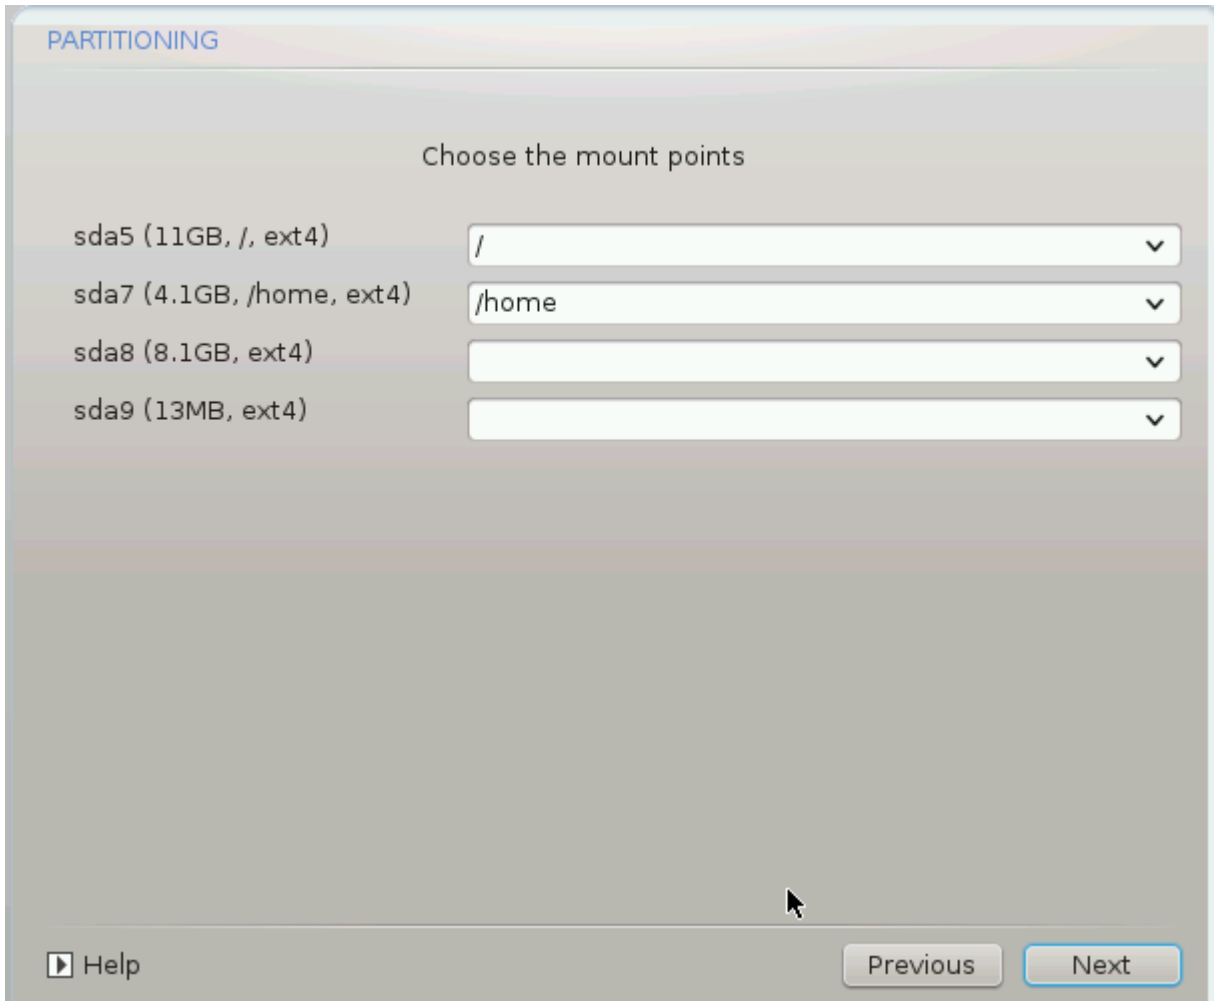 PARTITIONING
Choose the mount points
sda5 (11GB, /, ext4) /
sda7 (4.1GB, /home, ext4) /home
sda8 (8.1GB, ext4)
sda9 (13MB, ext4)
Help Previous Next